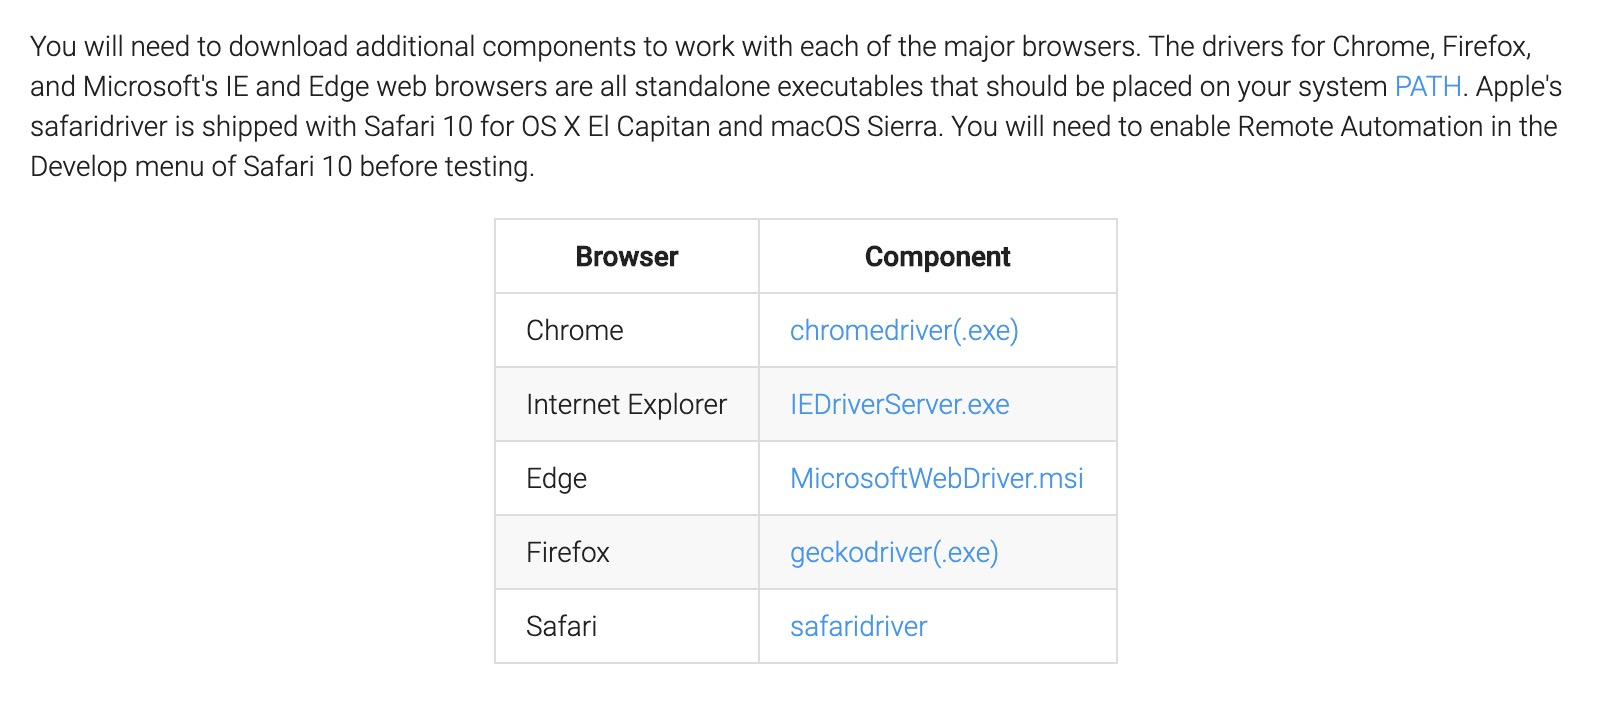 You will need to download additional components to work with each of the major browsers. The drivers for Chrome, Firefox,
and Microsoft's IE and Edge web browsers are all standalone executables that should be placed on your system PATH. Apple's
safaridriver is shipped with Safari 10 for OS X El Capitan and macOS Sierra. You will need to enable Remote Automation in the
Develop menu of Safari 10 before testing.
Browser Component
Chrome chromedriver(.exe)
Internet Explorer IEDriverServer.exe
Edge MicrosoftWebDriver.msi
Firefox geckodriver(.exe)
Safari safaridriver